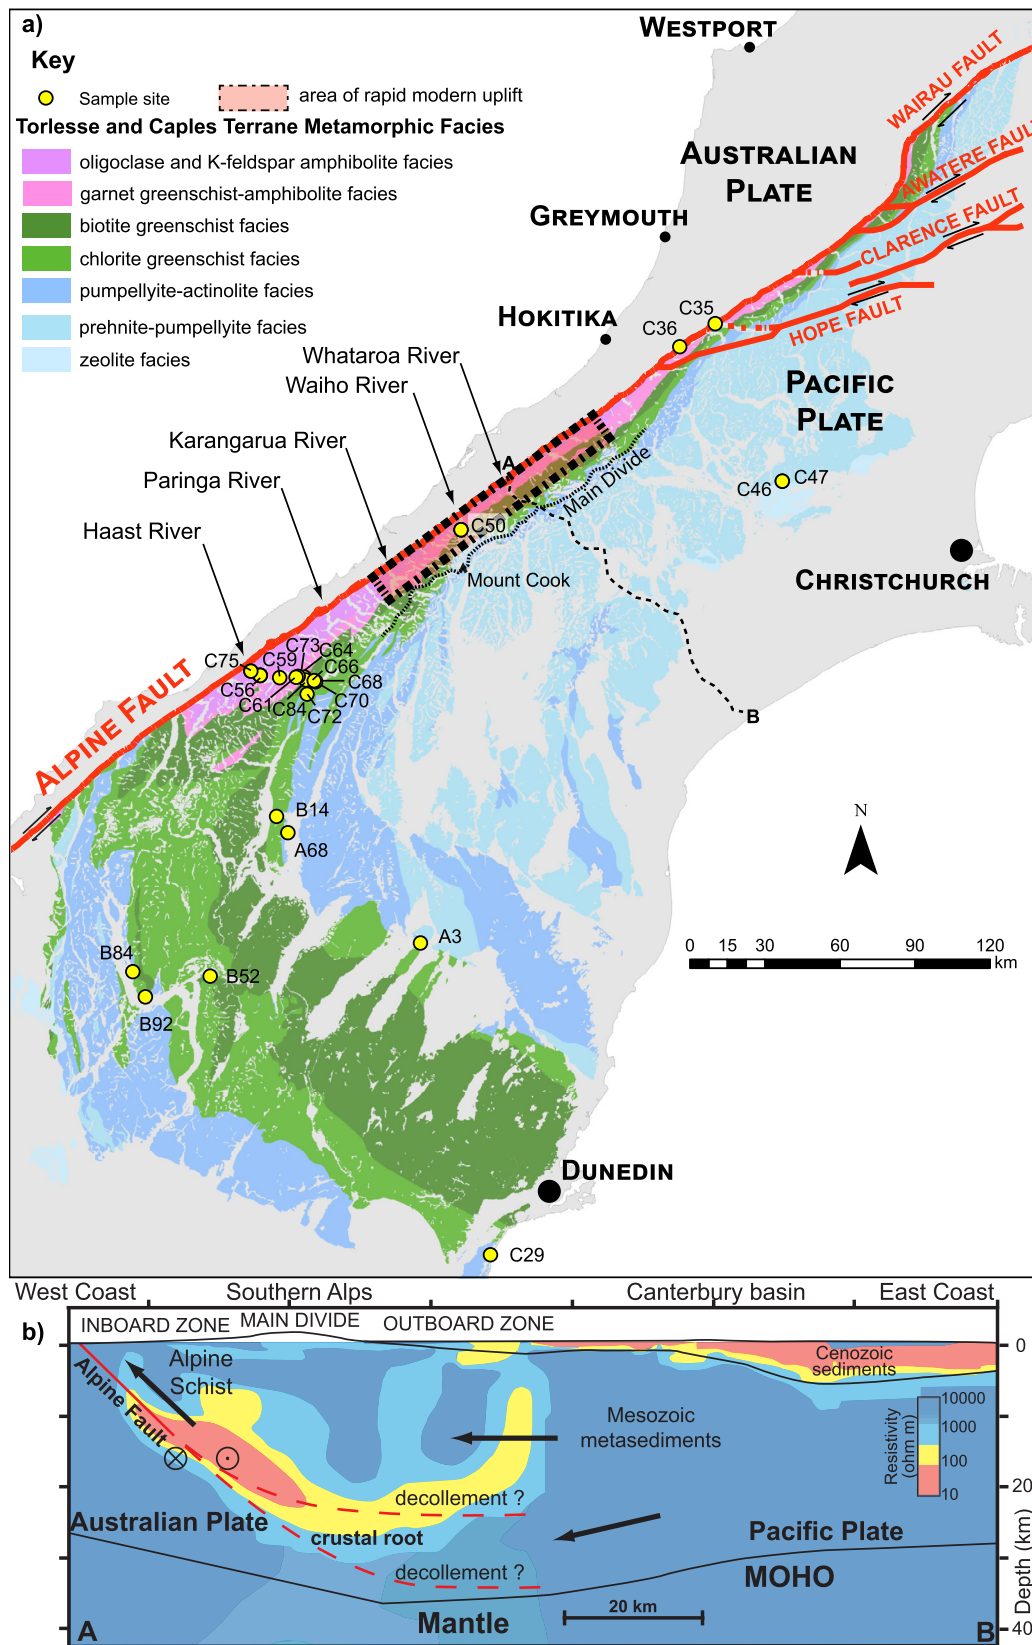 a)
WESTPORT
Key
Sample site
area of rapid modern uplift
Torlesse and Caples Terrane Metamorphic Facies
oligoclase and K-feldspar amphibolite facies
garnet greenschist-amphibolite facies
biotite greenschist facies
chlorite greenschist facies
pumpellyite-actinolite facies
prehnite-pumpellyite facies
zeolite facies
WAIRAU FAULT
AUSTRALIAN
PLATE
AWATERE FAULT
GREYMOUTH
CLARENCE FAULT
HOKITIKA
C35
C36
HOPE FAULT
Whataroa River
Waiho River
PACIFIC
PLATE
Karangarua River
A
Main Divide
Paringa River
C46
C47
Haast River
C50
Mount Cook
CHRISTCHURCH
C75
C59
C73
C64
C66
C56
C68
C61
C84
C70
C72
B
ALPINE FAULT
B14
A68
N
A3
0 15 30 60 90 120
km
B84
B52
B92
DUNEDIN
C29
West Coast
Southern Alps
Canterbury basin
East Coast
b)
INBOARD ZONE
MAIN DIVIDE
OUTBOARD ZONE
0
Alpine
Schist
Cenozoic
sediments
Alpine Fault
Mesozoic
metasediments
Resistivity
(ohm m)
10000
1000
100
10
20
decollement ?
Australian Plate
crustal root
Pacific Plate
decollement ?
MOHO
Depth (km)
20 km
A
Mantle
B
40